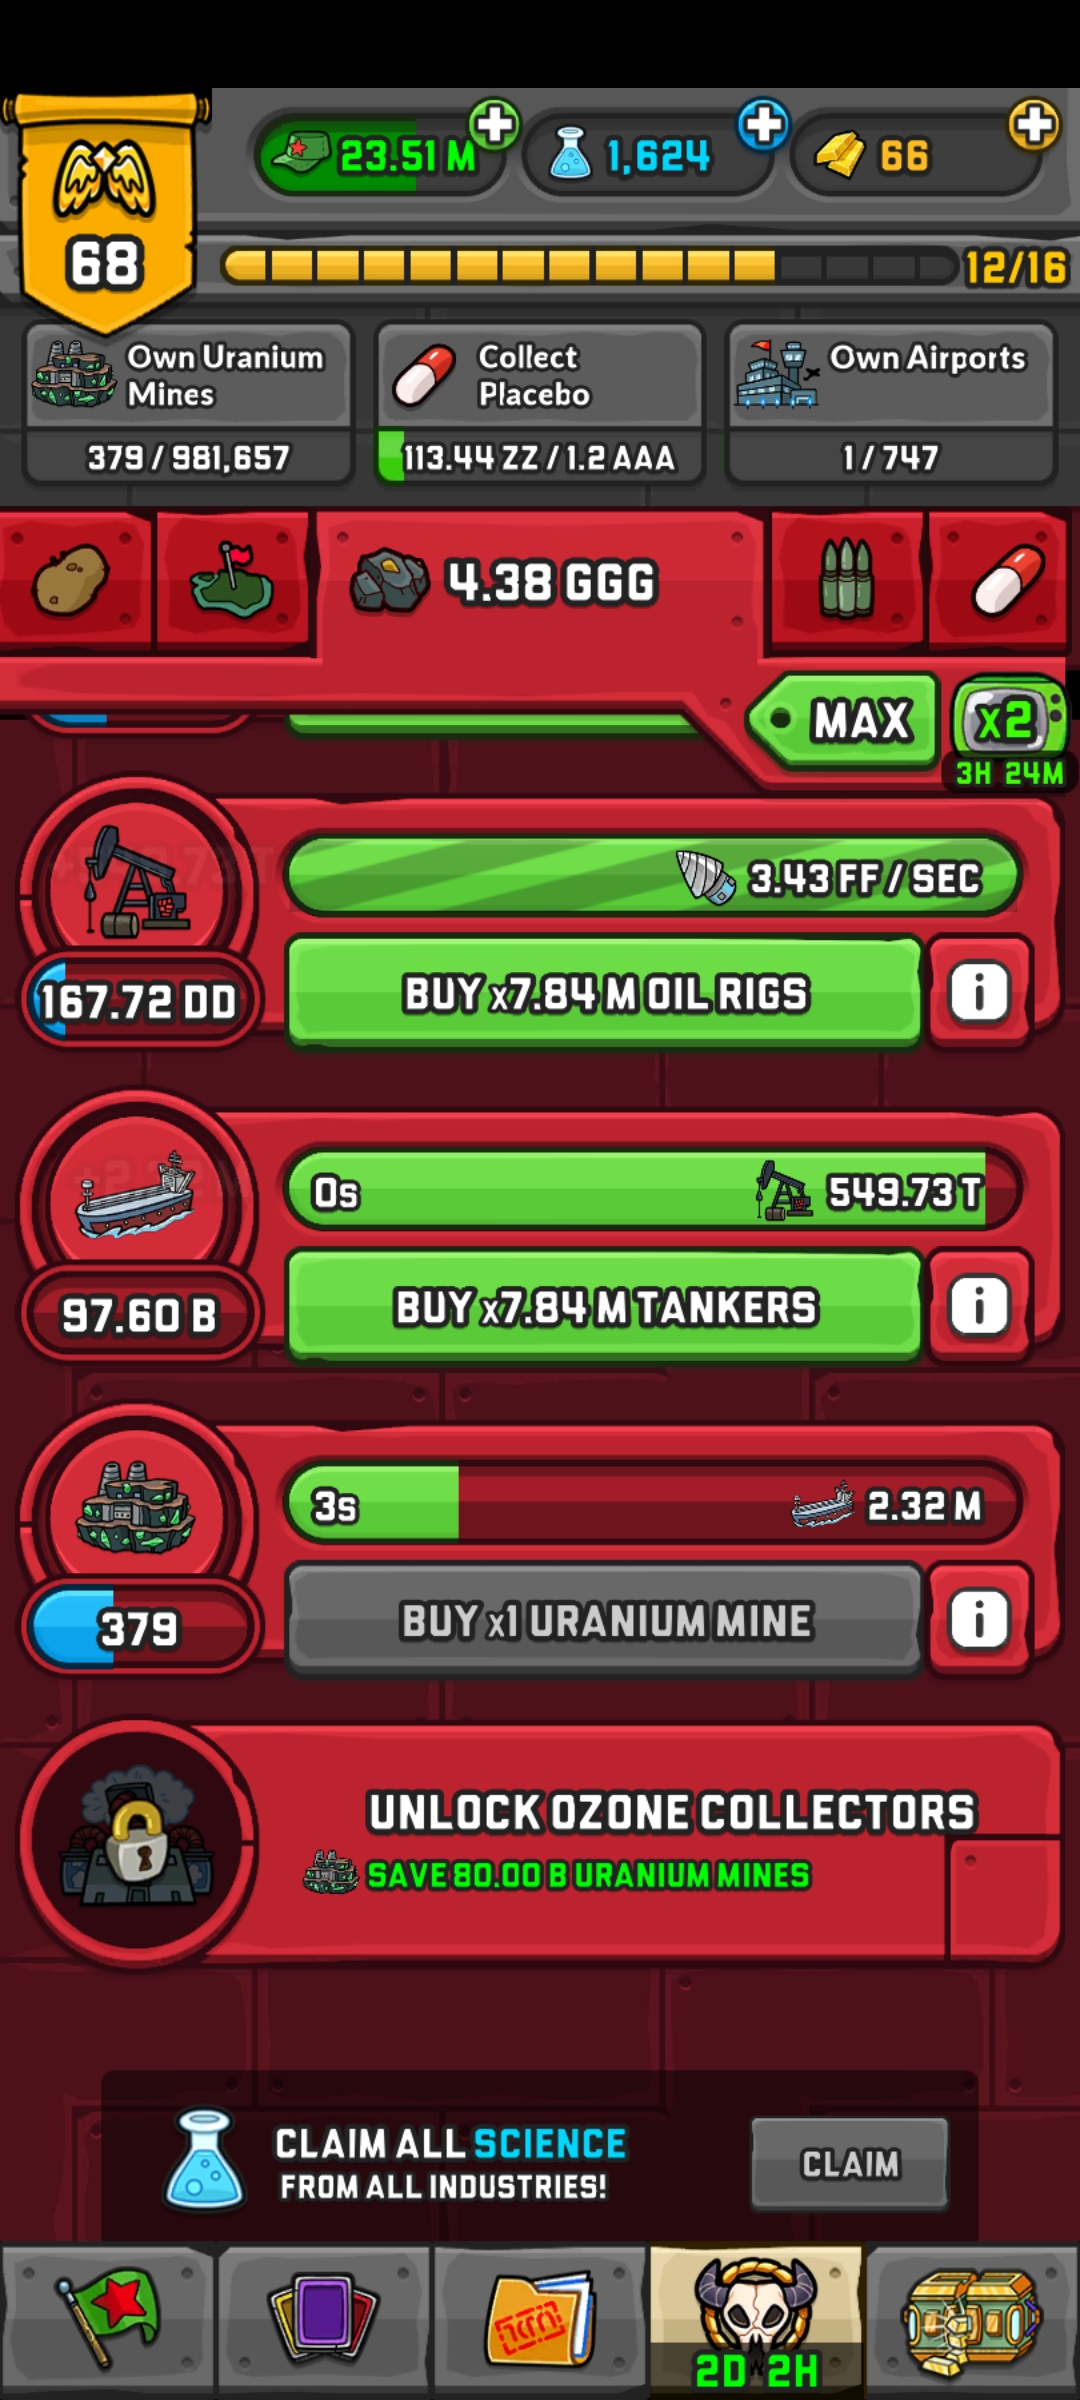 68
23.51 M
1,624
66
12/16
Own Uranium
Mines
379 / 981,657
Collect
Placebo
113.44 ZZ / 1.2 AAA
Own Airports
1 / 747
4.38 GGG
MAX
x2
3H 24M
3.43 FF / SEC
167.72 DD
BUY x7.84 M OIL RIGS
i
0s
549.73 T
97.60 B
BUY x7.84 M TANKERS
i
3s
2.32 M
379
BUY x1 URANIUM MINE
i
UNLOCK OZONE COLLECTORS
SAVE 80.00 B URANIUM MINES
CLAIM ALL SCIENCE
FROM ALL INDUSTRIES!
CLAIM
2D 2H